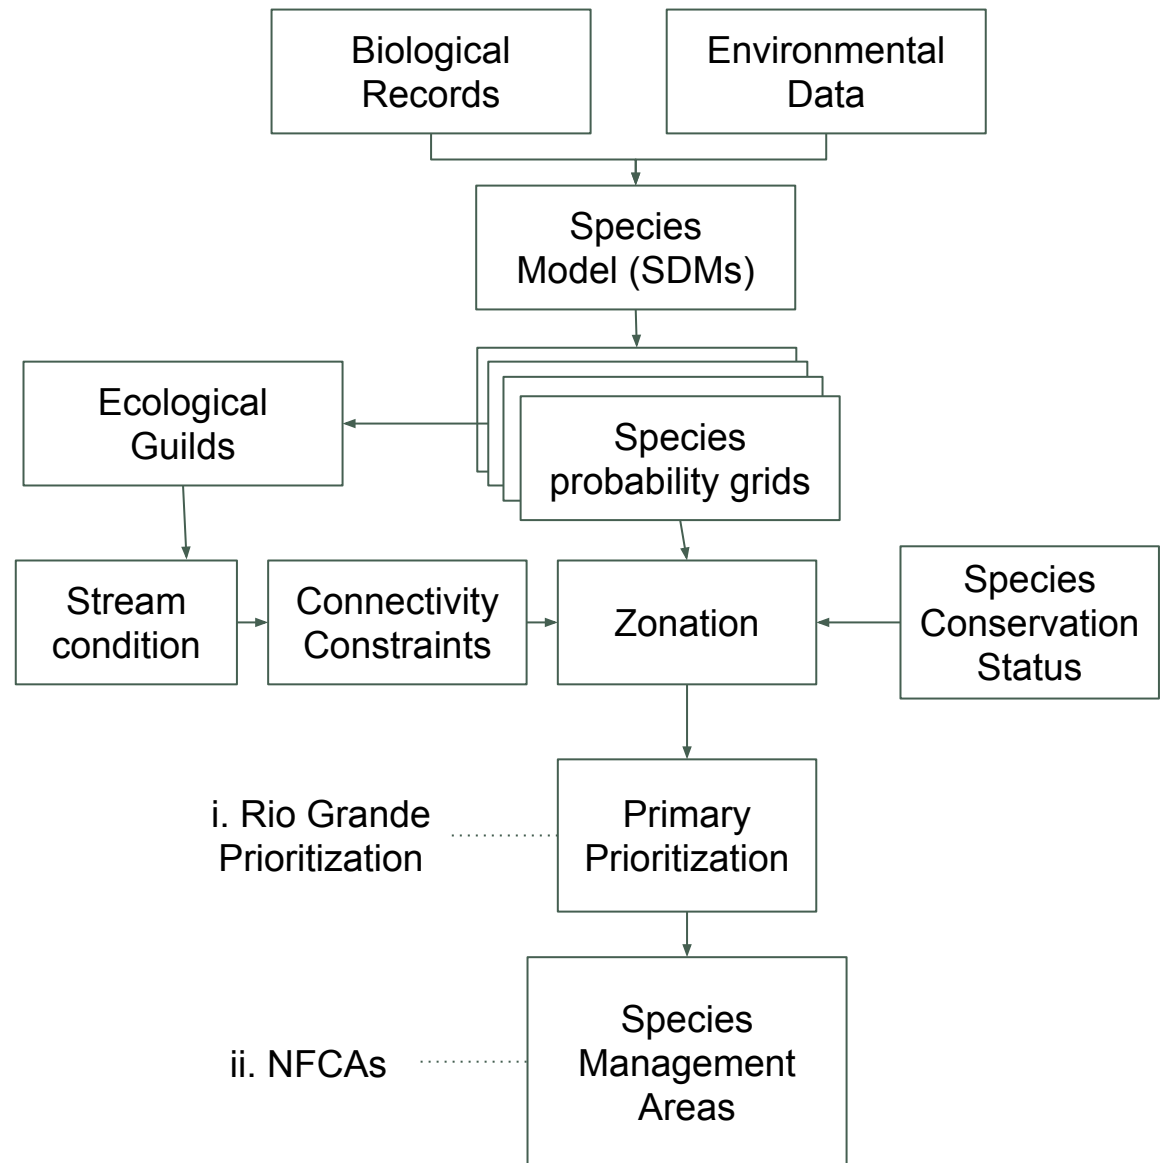 Biological
Records
Environmental
Data
Species
Model (SDMs)
Ecological
Guilds
Species
probability grids
Stream
condition
Connectivity
Constraints
Zonation
Species
Conservation
Status
i. Rio Grande
Prioritization
Primary
Prioritization
ii. NFCAs
Species
Management
Areas